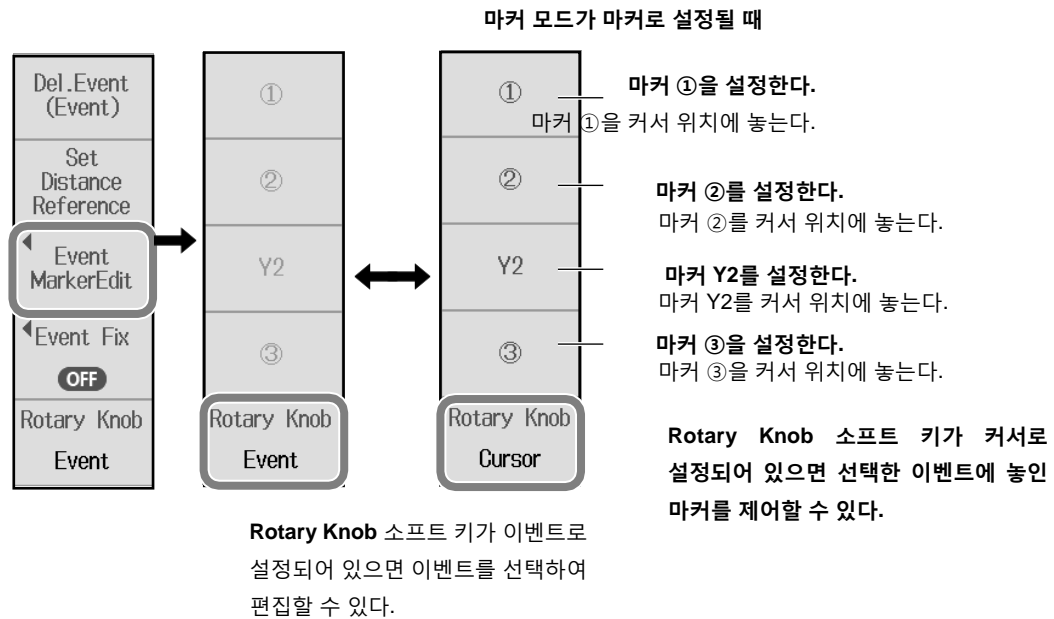 마커 모드가 마커로 설정될 때
Del.Event
(Event)
Set
Distance
Reference
Event
MarkerEdit
Event Fix
OFF
Rotary Knob
Event
①
②
Y2
③
Rotary Knob
Event
①
②
Y2
③
Rotary Knob
Cursor
마커 ①을 설정한다.
마커 ①을 커서 위치에 놓는다.
마커 ②를 설정한다.
마커 ②를 커서 위치에 놓는다.
마커 Y2를 설정한다.
마커 Y2를 커서 위치에 놓는다.
마커 ③을 설정한다.
마커 ③을 커서 위치에 놓는다.
Rotary Knob 소프트 키가 커서로
설정되어 있으면 선택한 이벤트에 놓인
마커를 제어할 수 있다.
Rotary Knob 소프트 키가 이벤트로
설정되어 있으면 이벤트를 선택하여
편집할 수 있다.